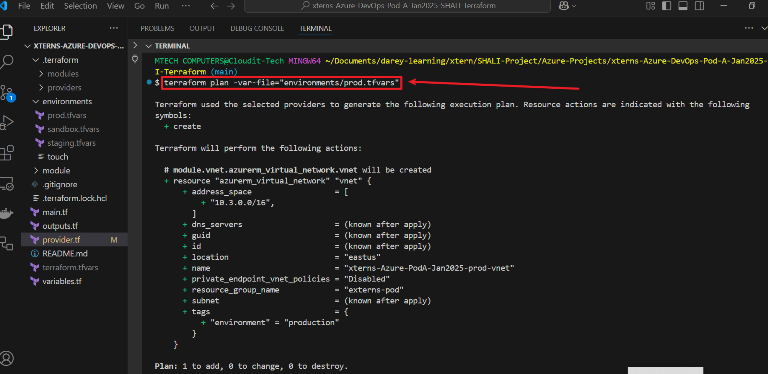 File Edit Selection View Go Run ···
xterns-Azure-DevOps-Pod-A-Jan2025-SHALI-Terraform
EXPLORER ···
XTERNS-AZURE-DEVOPS-...
.terraform
modules
providers
environments
prod.tfvars
sandbox.tfvars
staging.tfvars
touch
module
.gitignore
.terraform.lock.hcl
main.tf
outputs.tf
provider.tf M
README.md
terraform.tfvars
variables.tf
1
PROBLEMS OUTPUT DEBUG CONSOLE TERMINAL
TERMINAL
MTECH COMPUTERS@Cloudit-Tech MINGW64 ~/Documents/darey-learning/xtern/SHALI-Project/Azure-Projects/xterns-Azure-DevOps-Pod-A-Jan2025-
I-Terraform (main)
$ terraform plan -var-file="environments/prod.tfvars"
Terraform used the selected providers to generate the following execution plan. Resource actions are indicated with the following
symbols:
+ create
Terraform will perform the following actions:
# module.vnet.azurerm_virtual_network.vnet will be created
+ resource "azurerm_virtual_network" "vnet" {
+ address_space = [
+ "10.3.0.0/16",
]
+ dns_servers = (known after apply)
+ guid = (known after apply)
+ id = (known after apply)
+ location = "eastus"
+ name = "xterns-Azure-PodA-Jan2025-prod-vnet"
+ private_endpoint_vnet_policies = "Disabled"
+ resource_group_name = "externs-pod"
+ subnet = (known after apply)
+ tags = {
+ "environment" = "production"
}
}
Plan: 1 to add, 0 to change, 0 to destroy.